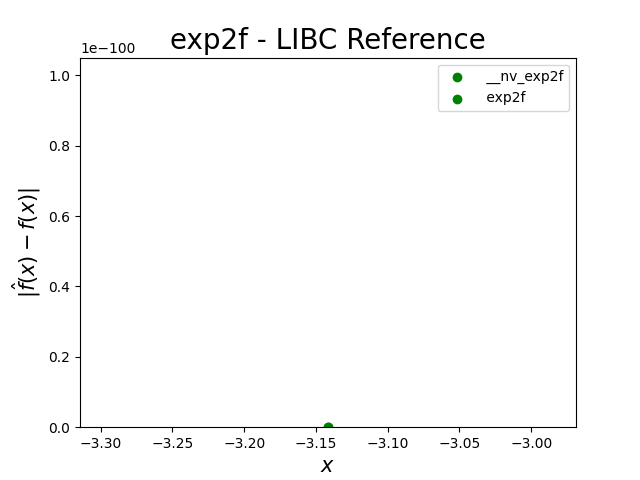 exp2f - LIBC Reference
1e−100
__nv_exp2f
exp2f
1.0
0.8
0.6
0.4
0.2
0.0
|f̂(x) − f(x)|
−3.30 −3.25 −3.20 −3.15 −3.10 −3.05 −3.00
x